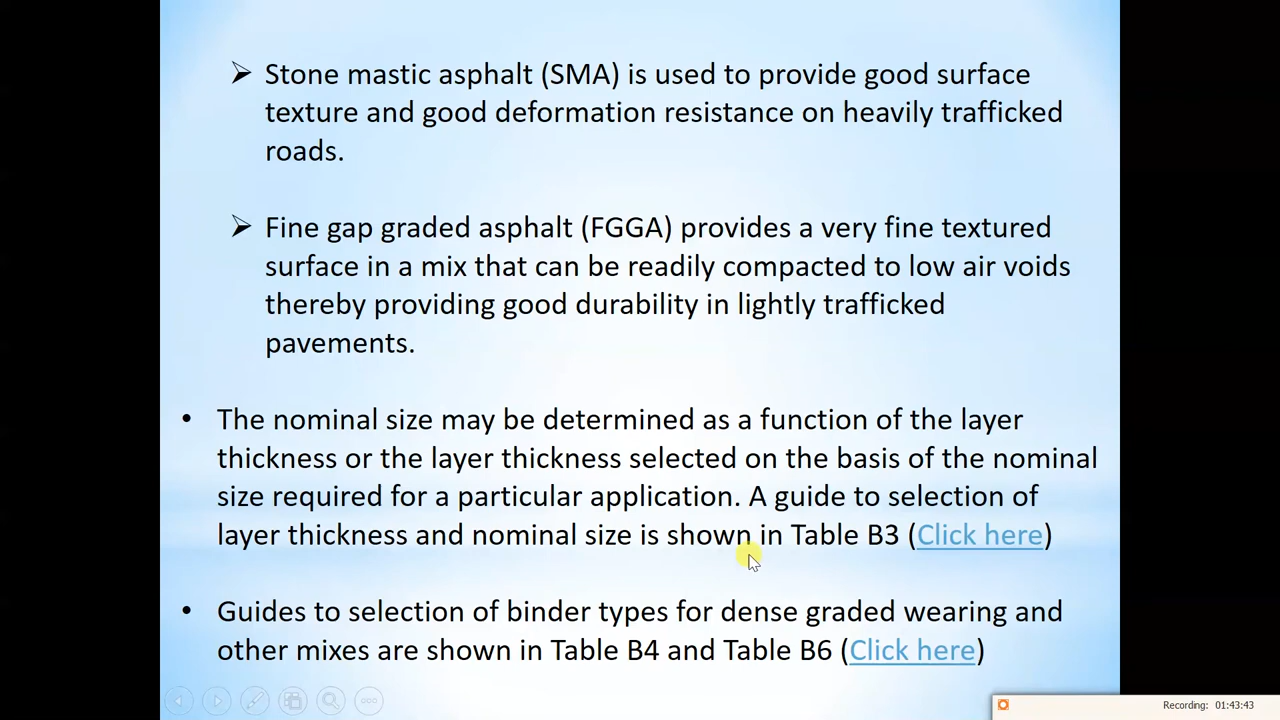 ➢ Stone mastic asphalt (SMA) is used to provide good surface
texture and good deformation resistance on heavily trafficked
roads.
➢ Fine gap graded asphalt (FGGA) provides a very fine textured
surface in a mix that can be readily compacted to low air voids
thereby providing good durability in lightly trafficked
pavements.
• The nominal size may be determined as a function of the layer
thickness or the layer thickness selected on the basis of the nominal
size required for a particular application. A guide to selection of
layer thickness and nominal size is shown in Table B3 (Click here)
• Guides to selection of binder types for dense graded wearing and
other mixes are shown in Table B4 and Table B6 (Click here)
Recording: 01:43:43